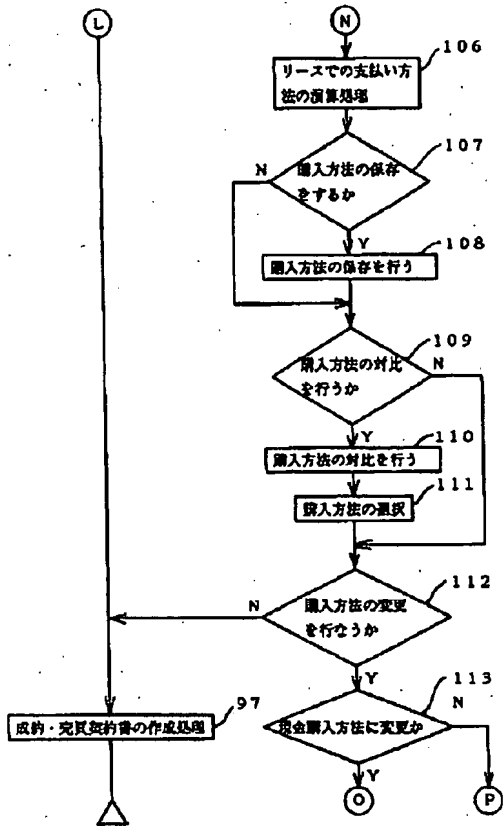 L
N
106
リースでの支払い方
法の演算処理
107
N
購入方法の保存
をするか
Y
108
購入方法の保存を行う
109
購入方法の対比
を行うか
N
Y
110
購入方法の対比を行う
111
購入方法の選択
112
N
購入方法の変更
を行なうか
Y
113
97
成約・売買契約書の作成処理
現金購入方法に変更か
N
Y
O
P